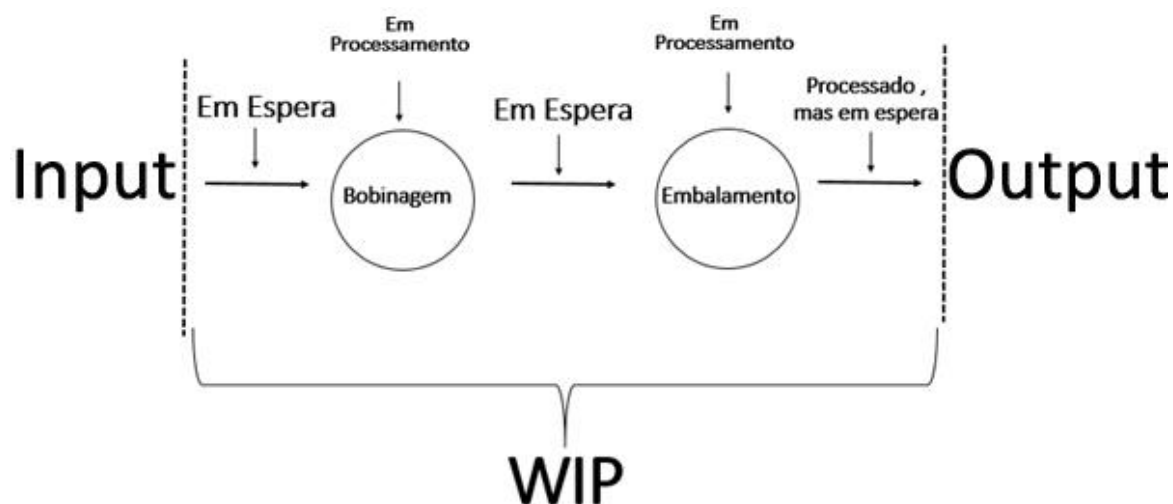 Em
Processamento
Em
Processamento
Em Espera
Em Espera
Processado ,
mas em espera
Input
Bobinagem
Embalamento
Output
WIP